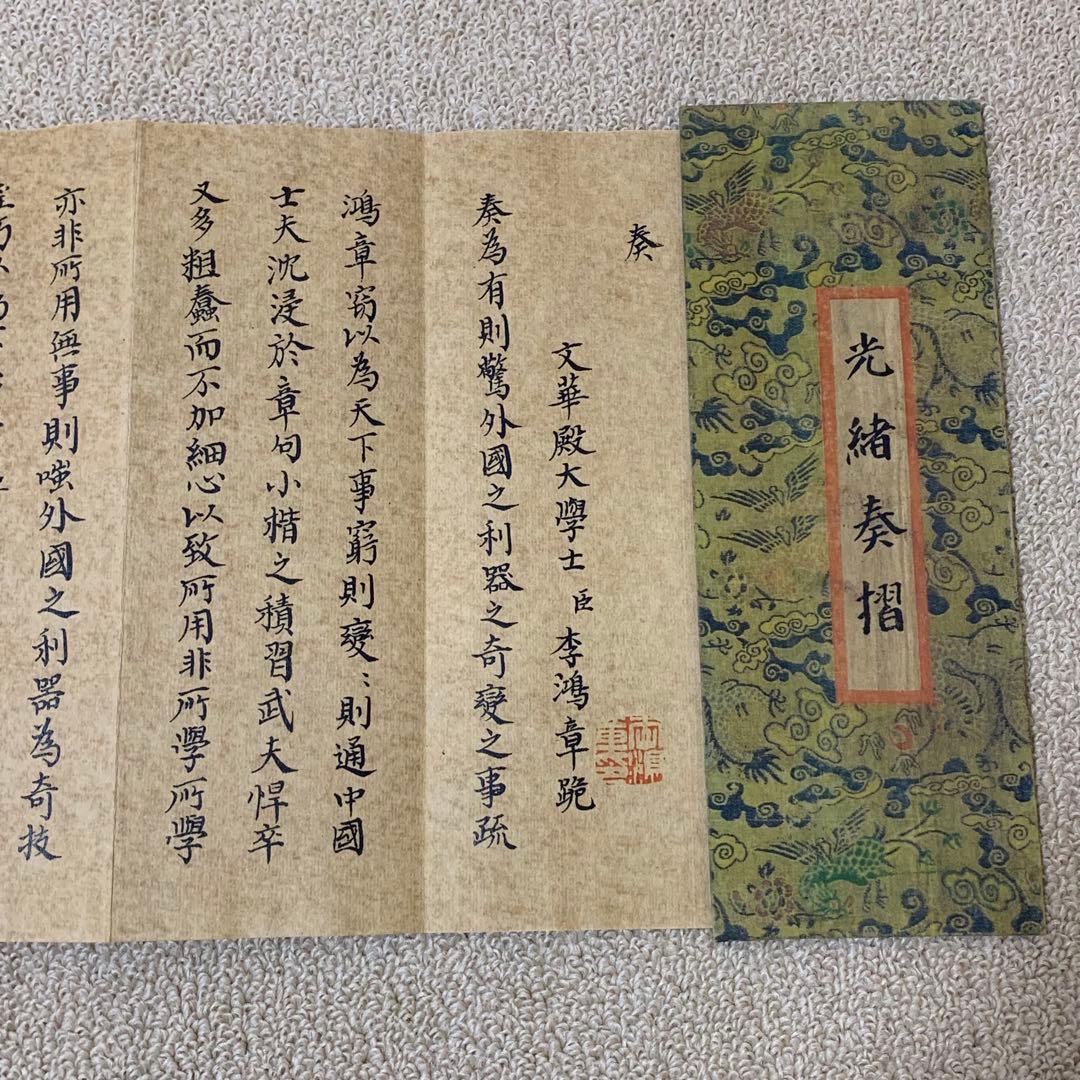 光緒奏摺
奏
文華殿大學士臣李鴻章跪
奏為有則驚外國之利器之奇變之事疏
鴻章窃以為天下事窮則變〻則通中國
士夫沈浸於章句小楷之積習武夫悍卒
又多粗蠢而不加細心以致所用非所學所學
亦非所用無事則嗤外國之利器為奇技